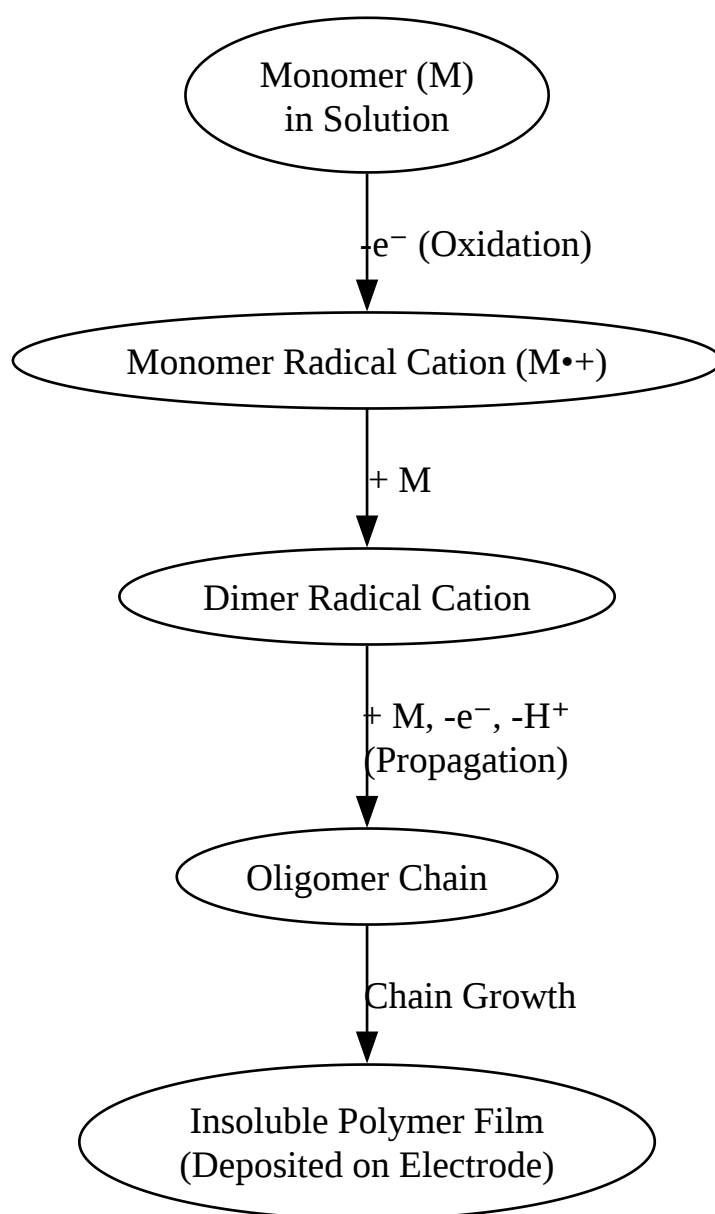 Monomer (M)
in Solution
-e⁻ (Oxidation)
Monomer Radical Cation (M•+)
+ M
Dimer Radical Cation
+ M, -e⁻, -H⁺
(Propagation)
Oligomer Chain
Chain Growth
Insoluble Polymer Film
(Deposited on Electrode)